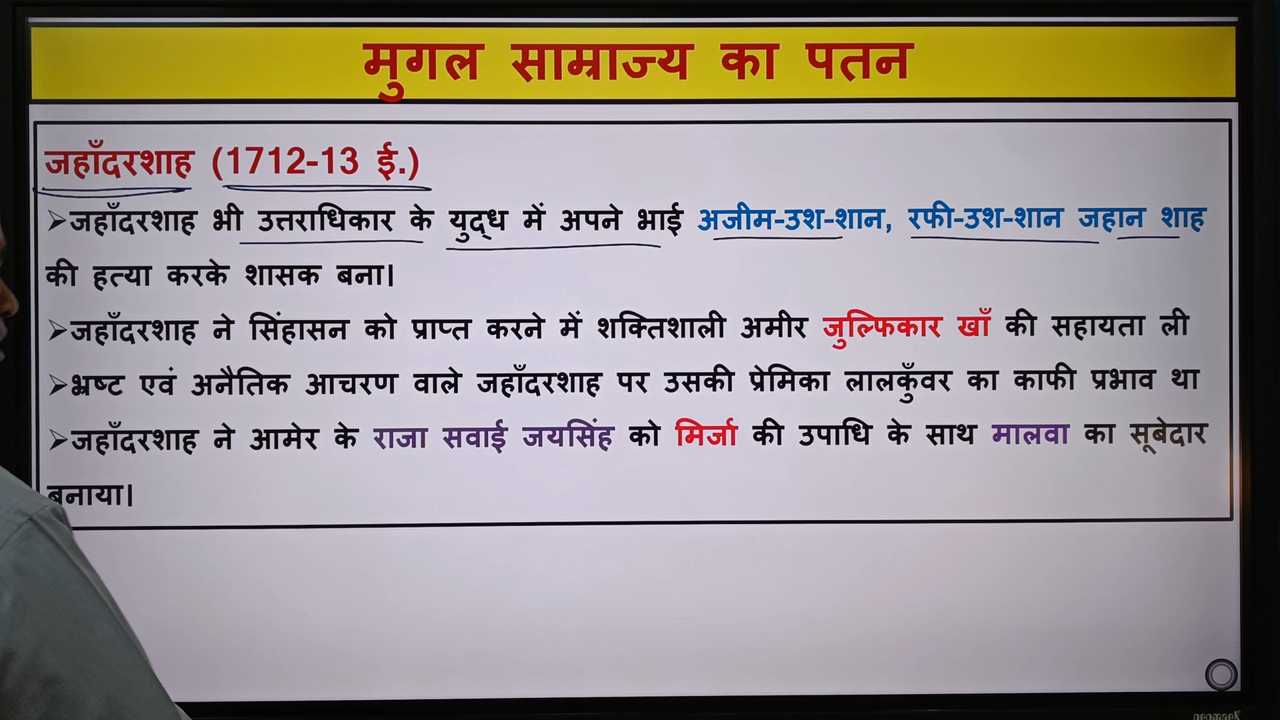 मुगल साम्राज्य का पतन
जहाँदरशाह (1712-13 ई.)
➢जहाँदरशाह भी उत्तराधिकार के युद्ध में अपने भाई अजीम-उश-शान, रफी-उश-शान जहान शाह
की हत्या करके शासक बना।
➢जहाँदरशाह ने सिंहासन को प्राप्त करने में शक्तिशाली अमीर जुल्फिकार खाँ की सहायता ली
➢भ्रष्ट एवं अनैतिक आचरण वाले जहाँदरशाह पर उसकी प्रेमिका लालकुँवर का काफी प्रभाव था
➢जहाँदरशाह ने आमेर के राजा सवाई जयसिंह को मिर्जा की उपाधि के साथ मालवा का सूबेदार
बनाया।